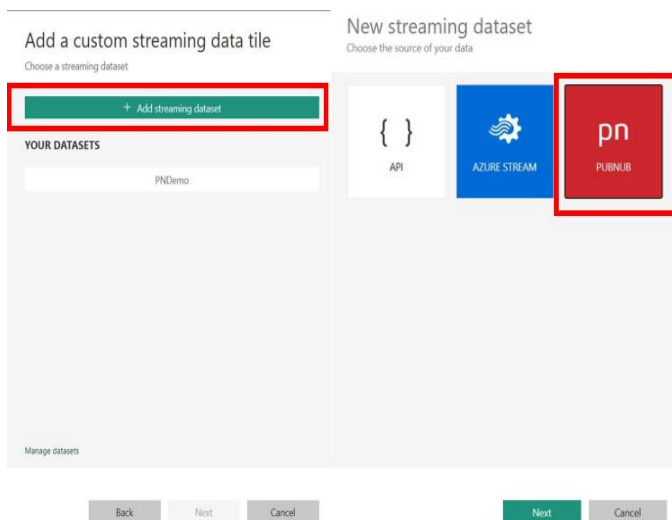 Add a custom streaming data tile
Choose a streaming dataset
+ Add streaming dataset
YOUR DATASETS
PNDemo
Manage datasets
Back
Next
Cancel
New streaming dataset
Choose the source of your data
{ }
API
AZURE STREAM
pn
PUBNUB
Next
Cancel